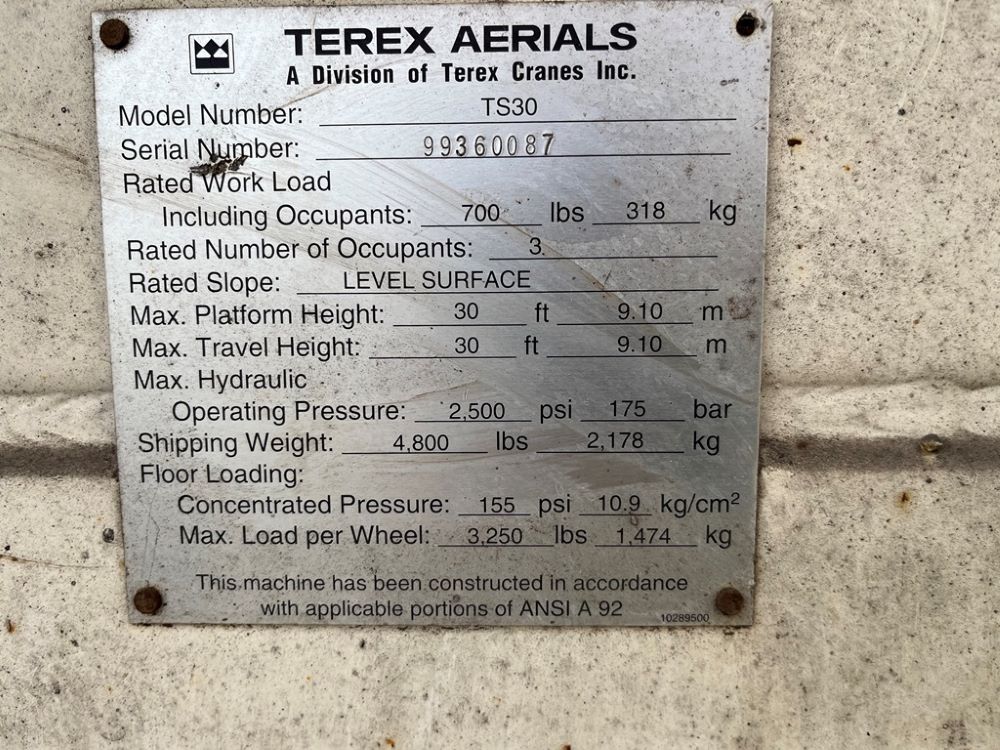 TEREX AERIALS
A Division of Terex Cranes Inc.
Model Number: TS30
Serial Number: 99360087
Rated Work Load
Including Occupants: 700 lbs 318 kg
Rated Number of Occupants: 3
Rated Slope: LEVEL SURFACE
Max. Platform Height: 30 ft 9.10 m
Max. Travel Height: 30 ft 9.10 m
Max. Hydraulic
Operating Pressure: 2,500 psi 175 bar
Shipping Weight: 4,800 lbs 2,178 kg
Floor Loading:
Concentrated Pressure: 155 psi 10.9 kg/cm²
Max. Load per Wheel: 3,250 lbs 1,474 kg
This machine has been constructed in accordance
with applicable portions of ANSI A 92
10289500